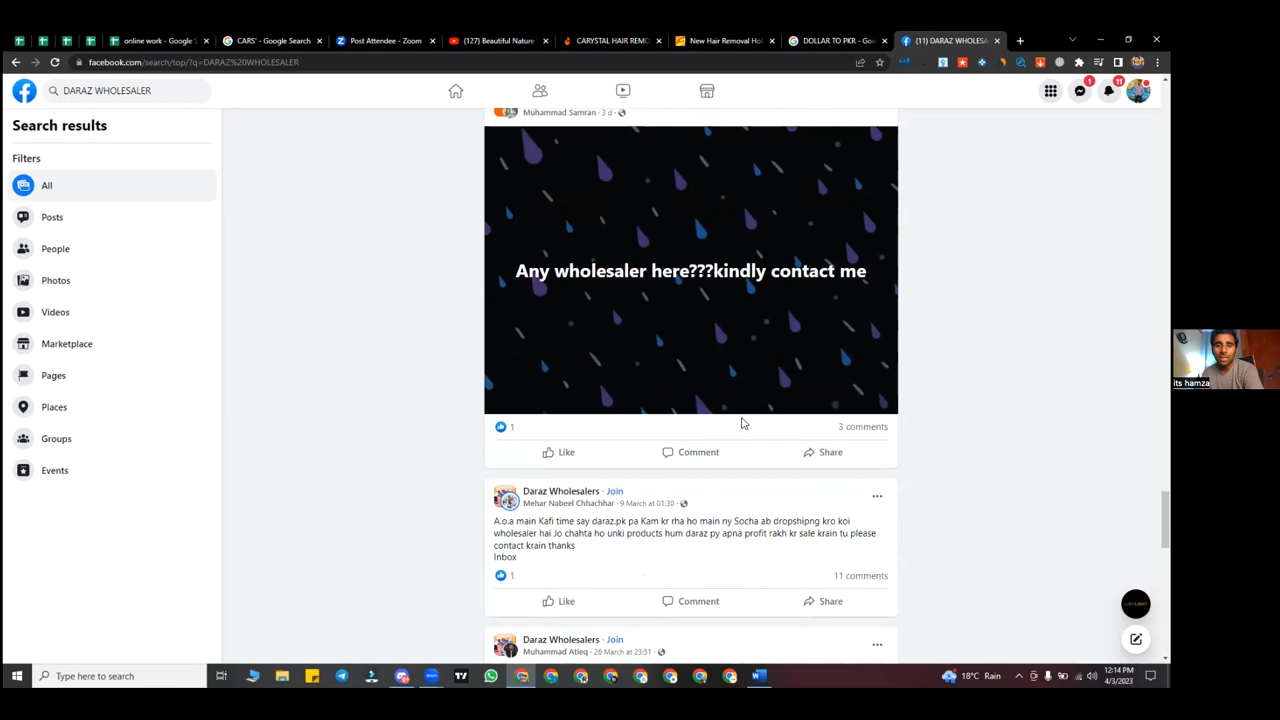 online work - Google S
CARS' - Google Search
Post Attendee - Zoom
(127) Beautiful Nature
CARYSTAL HAIR REMO
New Hair Removal Hot
DOLLAR TO PKR - Goo
(11) DARAZ WHOLESA
facebook.com/search/top/?q=DARAZ%20WHOLESALER
DARAZ WHOLESALER
1
11
Search results
Filters
All
Posts
People
Photos
Videos
Marketplace
Pages
Places
Groups
Events
Muhammad Samran · 3 d ·
Any wholesaler here???kindly contact me
1
3 comments
Like
Comment
Share
Daraz Wholesalers · Join
Mehar Nabeel Chhachhar · 9 March at 01:30 ·
A.o.a main Kafi time say daraz.pk pa Kam kr rha ho main ny Socha ab dropshipng kro koi
wholesaler hai Jo chahta ho unki products hum daraz py apna profit rakh kr sale krain tu please
contact krain thanks
Inbox
1
11 comments
Like
Comment
Share
Daraz Wholesalers · Join
Muhammad Atieq · 26 March at 23:51 ·
its hamza
Type here to search
18°C Rain
12:14 PM
4/3/2023